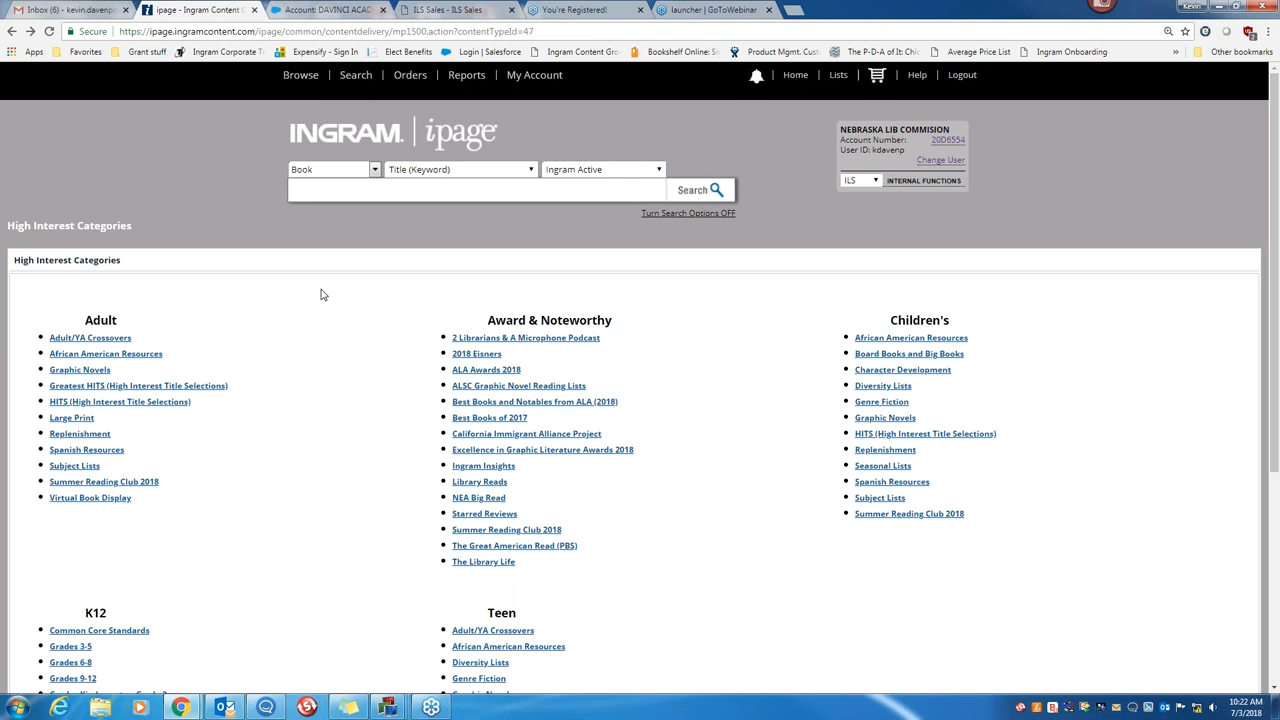 Inbox (6) - kevin.davenp
ipage - Ingram Content G
Account: DAVINCI ACAD
ILS Sales - ILS Sales
You're Registered!
launcher | GoToWebinar
Kevin
Secure
https://ipage.ingramcontent.com/ipage/common/contentdelivery/mp1500.action?contentTypeId=47
Apps
Favorites
Grant stuff
Ingram Corporate
Expensify - Sign In
Elect Benefits
Login | Salesforce
Ingram Content Gro
Bookshelf Online: S
Product Mgmt. Cust
The P-D-A of It: Chic
Average Price List
Ingram Onboarding
»
Other bookmarks
Browse
Search
Orders
Reports
My Account
Home
Lists
Help
Logout
INGRAM. | ipage
NEBRASKA LIB COMMISION
Account Number: 20D6554
User ID: kdavenp
Change User
ILS
INTERNAL FUNCTIONS
Book
Title (Keyword)
Ingram Active
Search
Turn Search Options OFF
High Interest Categories
High Interest Categories
Adult
Adult/YA Crossovers
African American Resources
Graphic Novels
Greatest HITS (High Interest Title Selections)
HITS (High Interest Title Selections)
Large Print
Replenishment
Spanish Resources
Subject Lists
Summer Reading Club 2018
Virtual Book Display
Award & Noteworthy
2 Librarians & A Microphone Podcast
2018 Eisners
ALA Awards 2018
ALSC Graphic Novel Reading Lists
Best Books and Notables from ALA (2018)
Best Books of 2017
California Immigrant Alliance Project
Excellence in Graphic Literature Awards 2018
Ingram Insights
Library Reads
NEA Big Read
Starred Reviews
Summer Reading Club 2018
The Great American Read (PBS)
The Library Life
Children's
African American Resources
Board Books and Big Books
Character Development
Diversity Lists
Genre Fiction
Graphic Novels
HITS (High Interest Title Selections)
Replenishment
Seasonal Lists
Spanish Resources
Subject Lists
Summer Reading Club 2018
K12
Common Core Standards
Grades 3-5
Grades 6-8
Grades 9-12
Teen
Adult/YA Crossovers
African American Resources
Diversity Lists
Genre Fiction
10:22 AM
7/3/2018